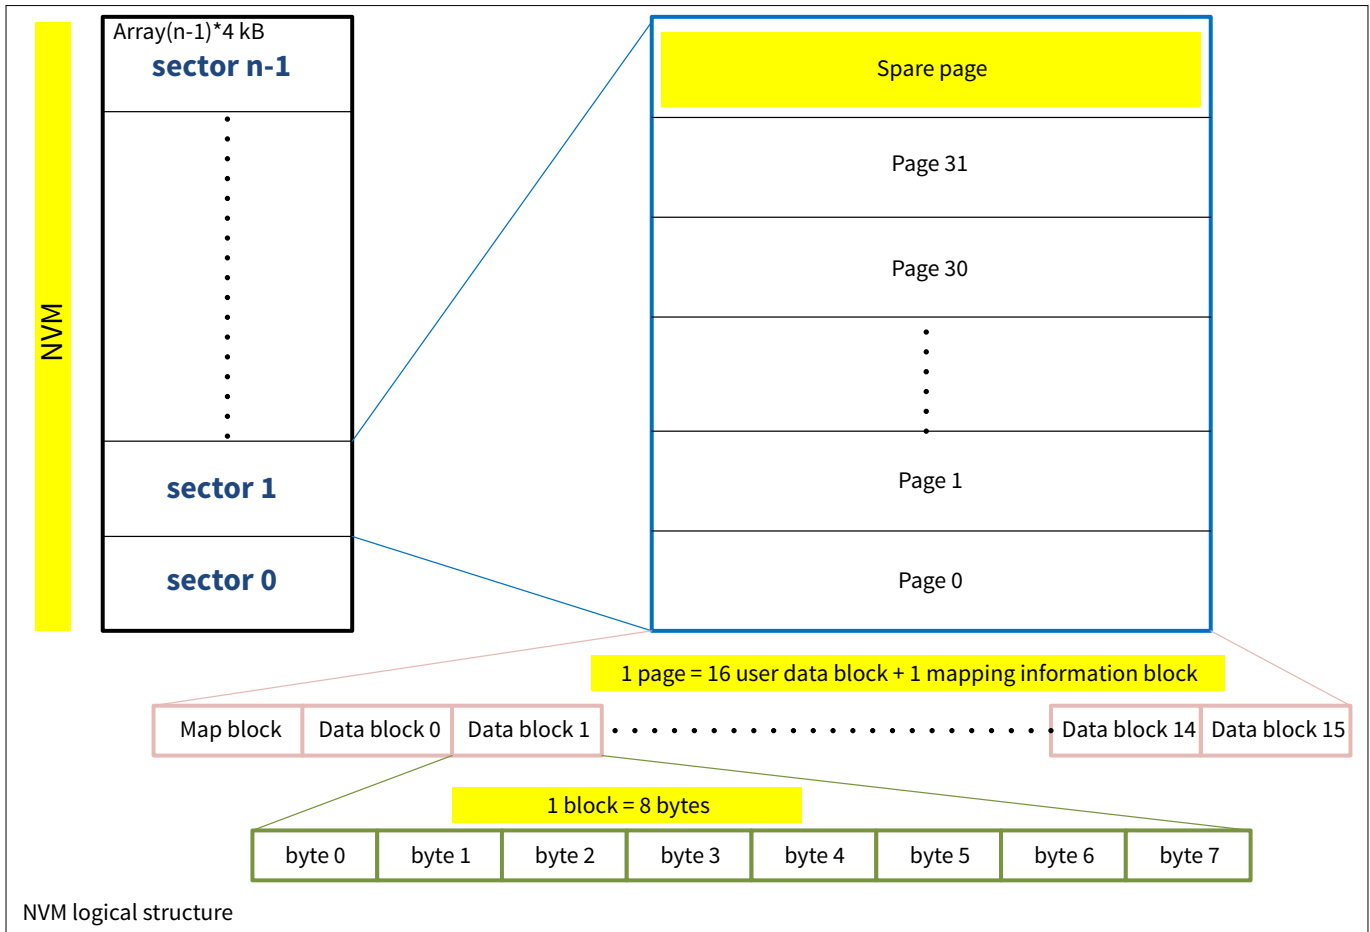 NVM
Array(n-1)*4 kB
sector n-1
sector 1
sector 0
Spare page
Page 31
Page 30
Page 1
Page 0
1 page = 16 user data block + 1 mapping information block
Map block
Data block 0
Data block 1
Data block 14
Data block 15
1 block = 8 bytes
byte 0
byte 1
byte 2
byte 3
byte 4
byte 5
byte 6
byte 7
NVM logical structure